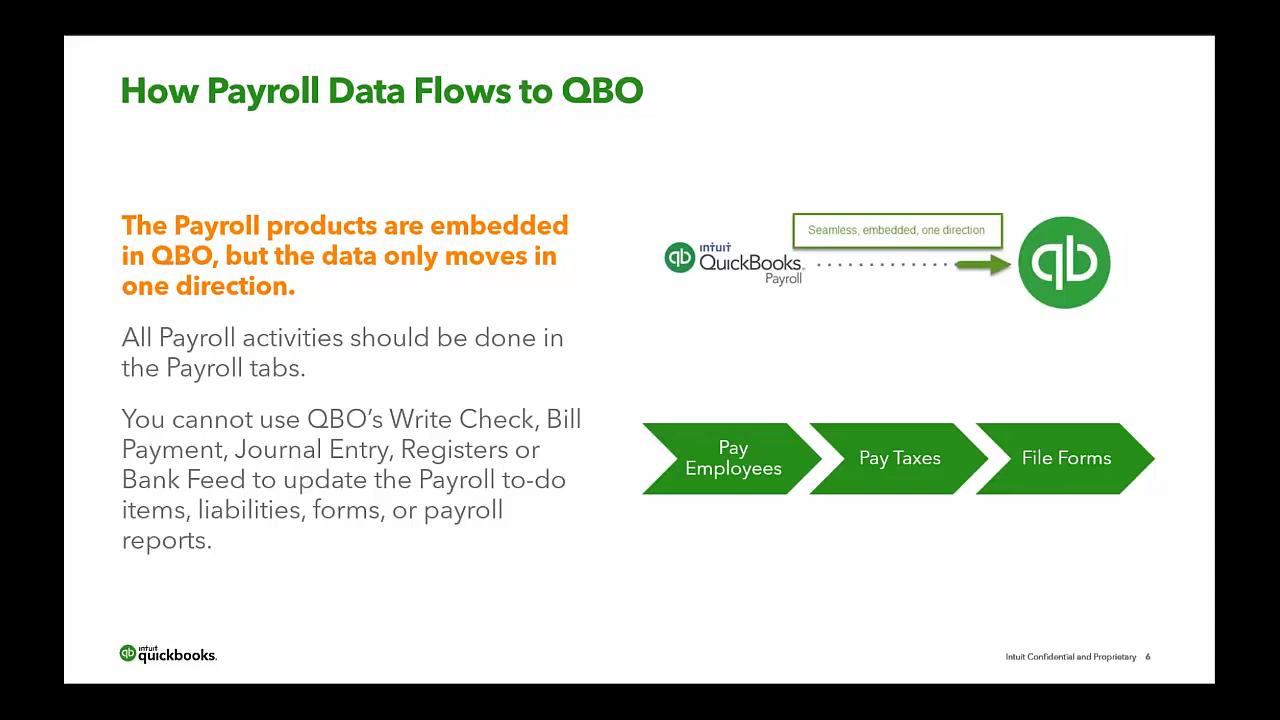 How Payroll Data Flows to QBO
The Payroll products are embedded
in QBO, but the data only moves in
one direction.
All Payroll activities should be done in
the Payroll tabs.
You cannot use QBO’s Write Check, Bill
Payment, Journal Entry, Registers or
Bank Feed to update the Payroll to-do
items, liabilities, forms, or payroll
reports.
Seamless, embedded, one direction
qb
intuit
QuickBooks.
Payroll
qb
Pay
Employees
Pay Taxes
File Forms
qb
intuit
quickbooks.
Intuit Confidential and Proprietary 6